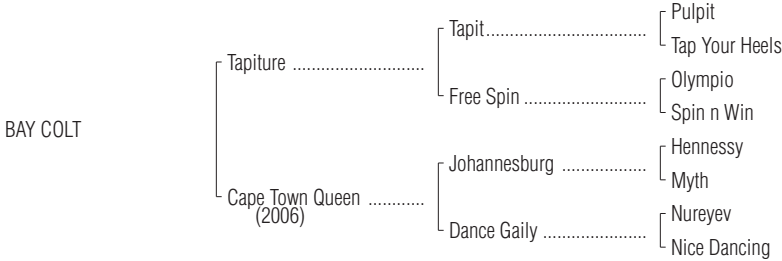 Pulpit
Tapit..................................
Tap Your Heels
Tapiture ............................
Olympio
Free Spin ..........................
Spin n Win
BAY COLT
Hennessy
Johannesburg ..................
Myth
Cape Town Queen ............
(2006)
Nureyev
Dance Gaily ......................
Nice Dancing